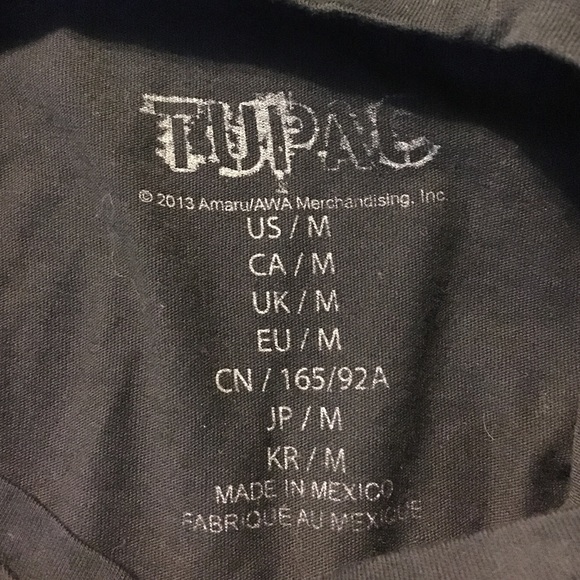 TUPAC
© 2013 Amaru/AWA Merchandising, Inc.
US / M
CA / M
UK / M
EU / M
CN / 165/92A
JP / M
KR / M
MADE IN MEXICO
FABRIQUE AU MEXIQUE